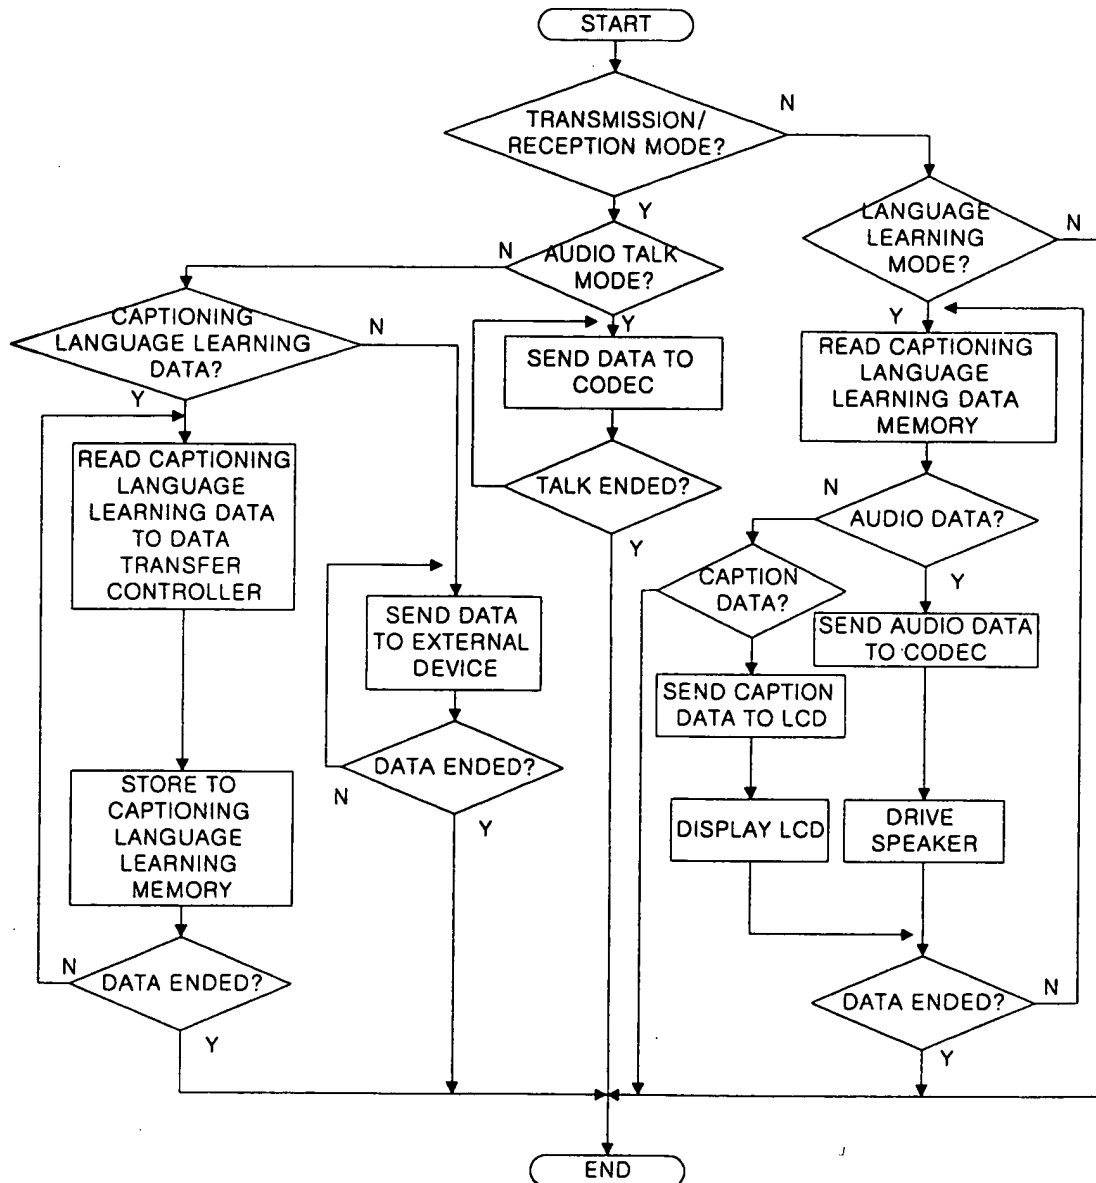 START
TRANSMISSION/
RECEPTION MODE?
N
Y
LANGUAGE
LEARNING
MODE?
N
Y
AUDIO TALK
MODE?
N
Y
CAPTIONING
LANGUAGE LEARNING
DATA?
N
Y
SEND DATA TO
CODEC
READ CAPTIONING
LANGUAGE
LEARNING DATA
MEMORY
READ CAPTIONING
LANGUAGE
LEARNING DATA
TO DATA
TRANSFER
CONTROLLER
TALK ENDED?
Y
N
AUDIO DATA?
Y
CAPTION
DATA?
SEND DATA
TO EXTERNAL
DEVICE
SEND AUDIO DATA
TO CODEC
SEND CAPTION
DATA TO LCD
DATA ENDED?
N
Y
STORE TO
CAPTIONING
LANGUAGE
LEARNING
MEMORY
DISPLAY LCD
DRIVE
SPEAKER
N
DATA ENDED?
Y
DATA ENDED?
N
Y
END